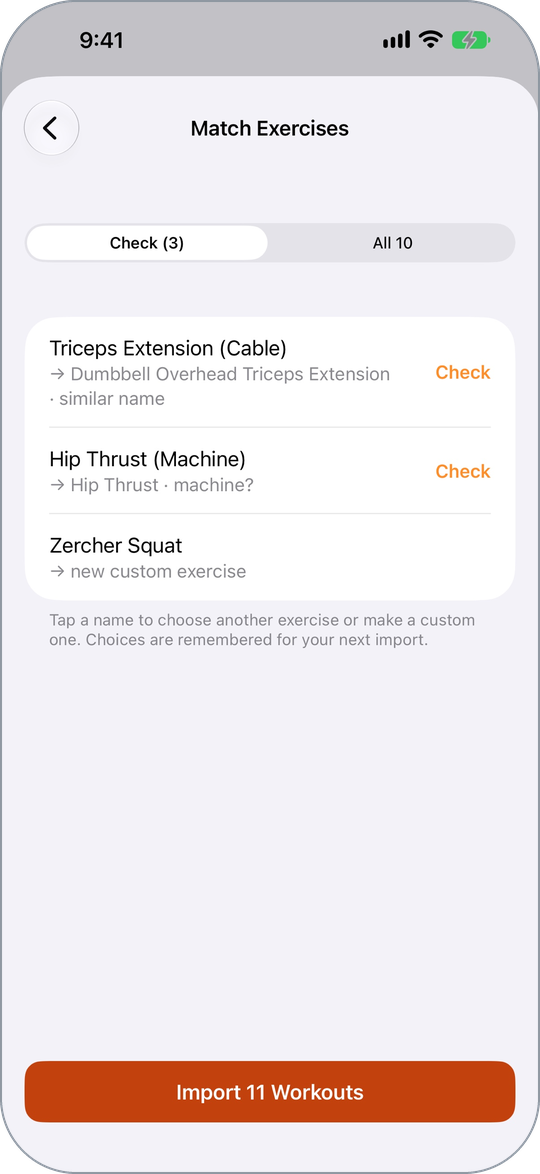 9:41
Match Exercises
Check (3)
All 10
Triceps Extension (Cable)
→ Dumbbell Overhead Triceps Extension
· similar name
Check
Hip Thrust (Machine)
→ Hip Thrust · machine?
Check
Zercher Squat
→ new custom exercise
Tap a name to choose another exercise or make a custom
one. Choices are remembered for your next import.
Import 11 Workouts